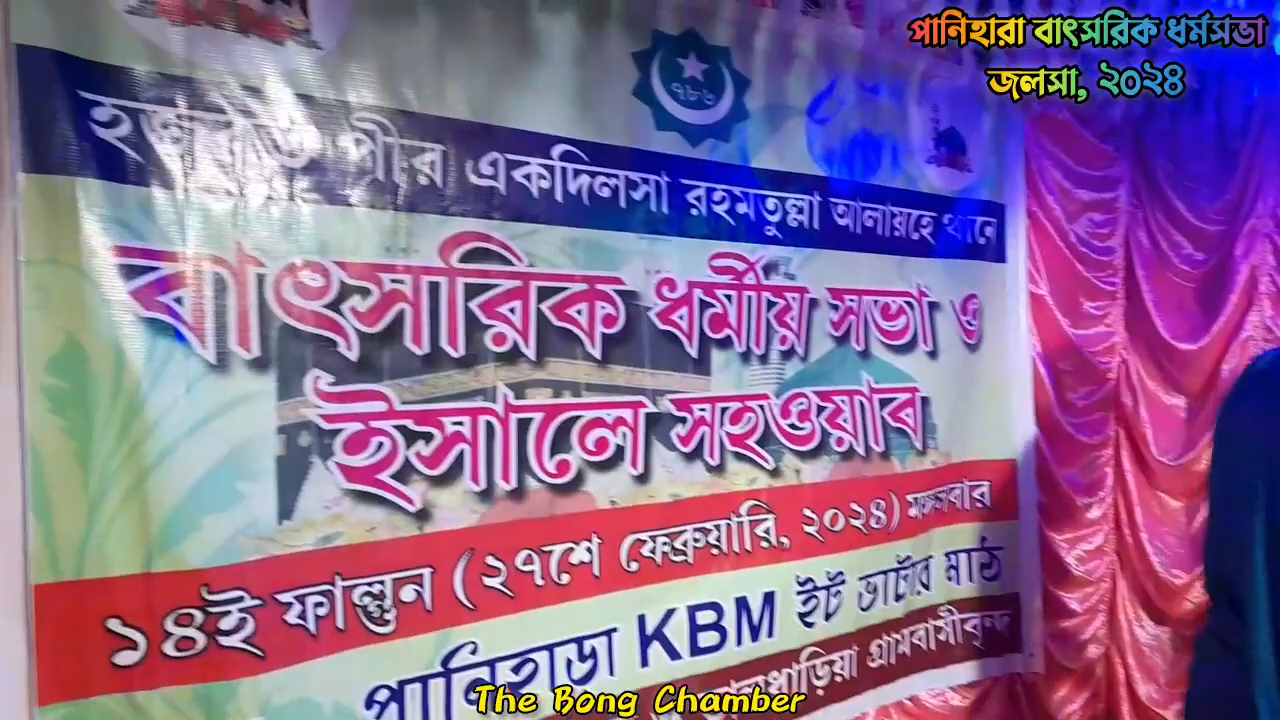 পানিহারা বাৎসরিক ধর্মসভা
জলসা, ২০২৪
৭৮৬
হজরত পীর একদিলসা রহমতুল্লা আলায়হে থানে
বাৎসরিক ধর্মীয় সভা ও
ইসালে সহওয়াব
১৪ই ফাল্গুন (২৭শে ফেব্রুয়ারি, ২০২৪) মঙ্গলবার
পানিহাডা KBM ইট ভাটার মাঠ
গ্রামবাসীবৃন্দ
The Bong Chamber